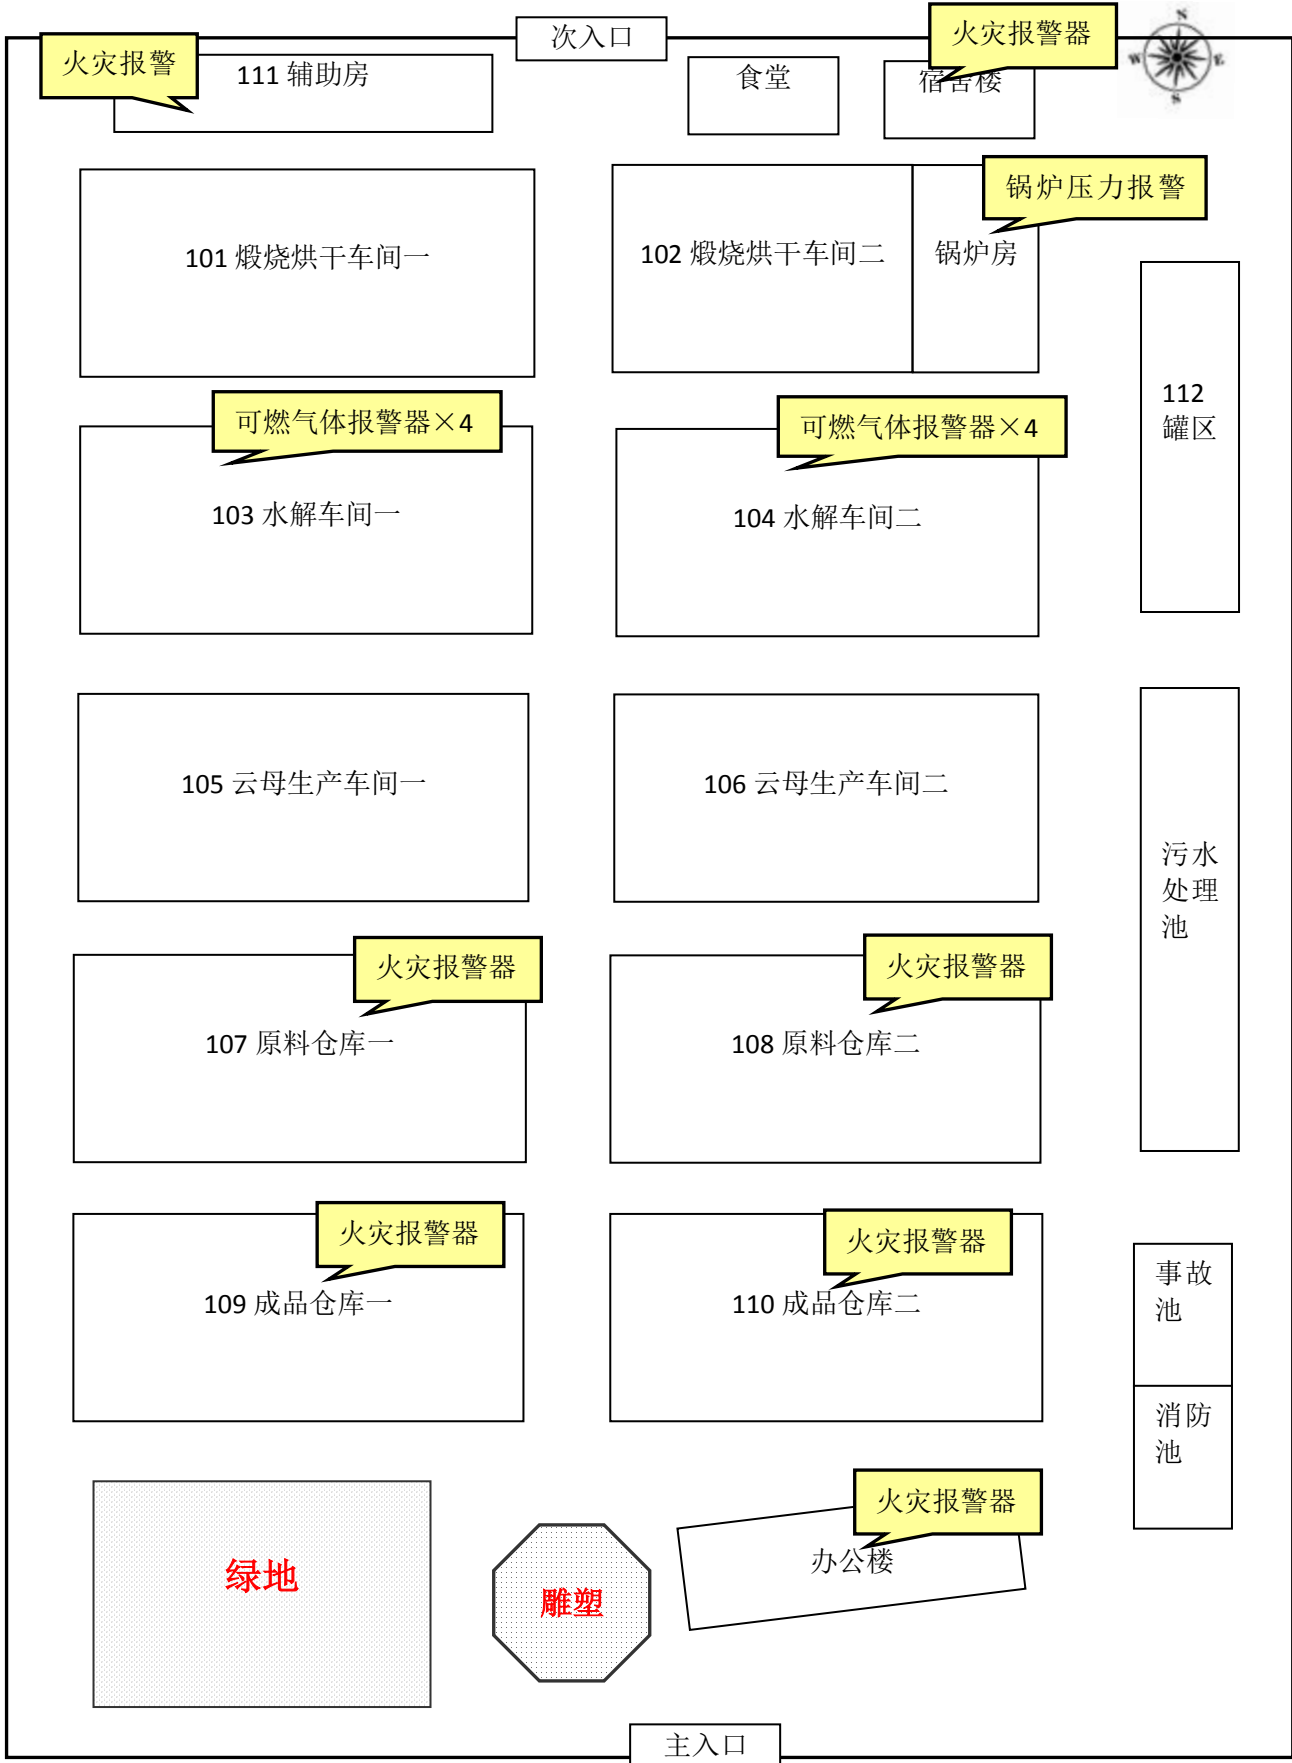 次入口
火灾报警器
火灾报警
111 辅助房
食堂
宿舍楼
N
W
E
S
锅炉压力报警
101 煅烧烘干车间一
102 煅烧烘干车间二
锅炉房
可燃气体报警器×4
可燃气体报警器×4
112
罐区
103 水解车间一
104 水解车间二
105 云母生产车间一
106 云母生产车间二
污水
处理
池
火灾报警器
火灾报警器
107 原料仓库一
108 原料仓库二
火灾报警器
火灾报警器
109 成品仓库一
110 成品仓库二
事故
池
消防
池
火灾报警器
办公楼
绿地
雕塑
主入口